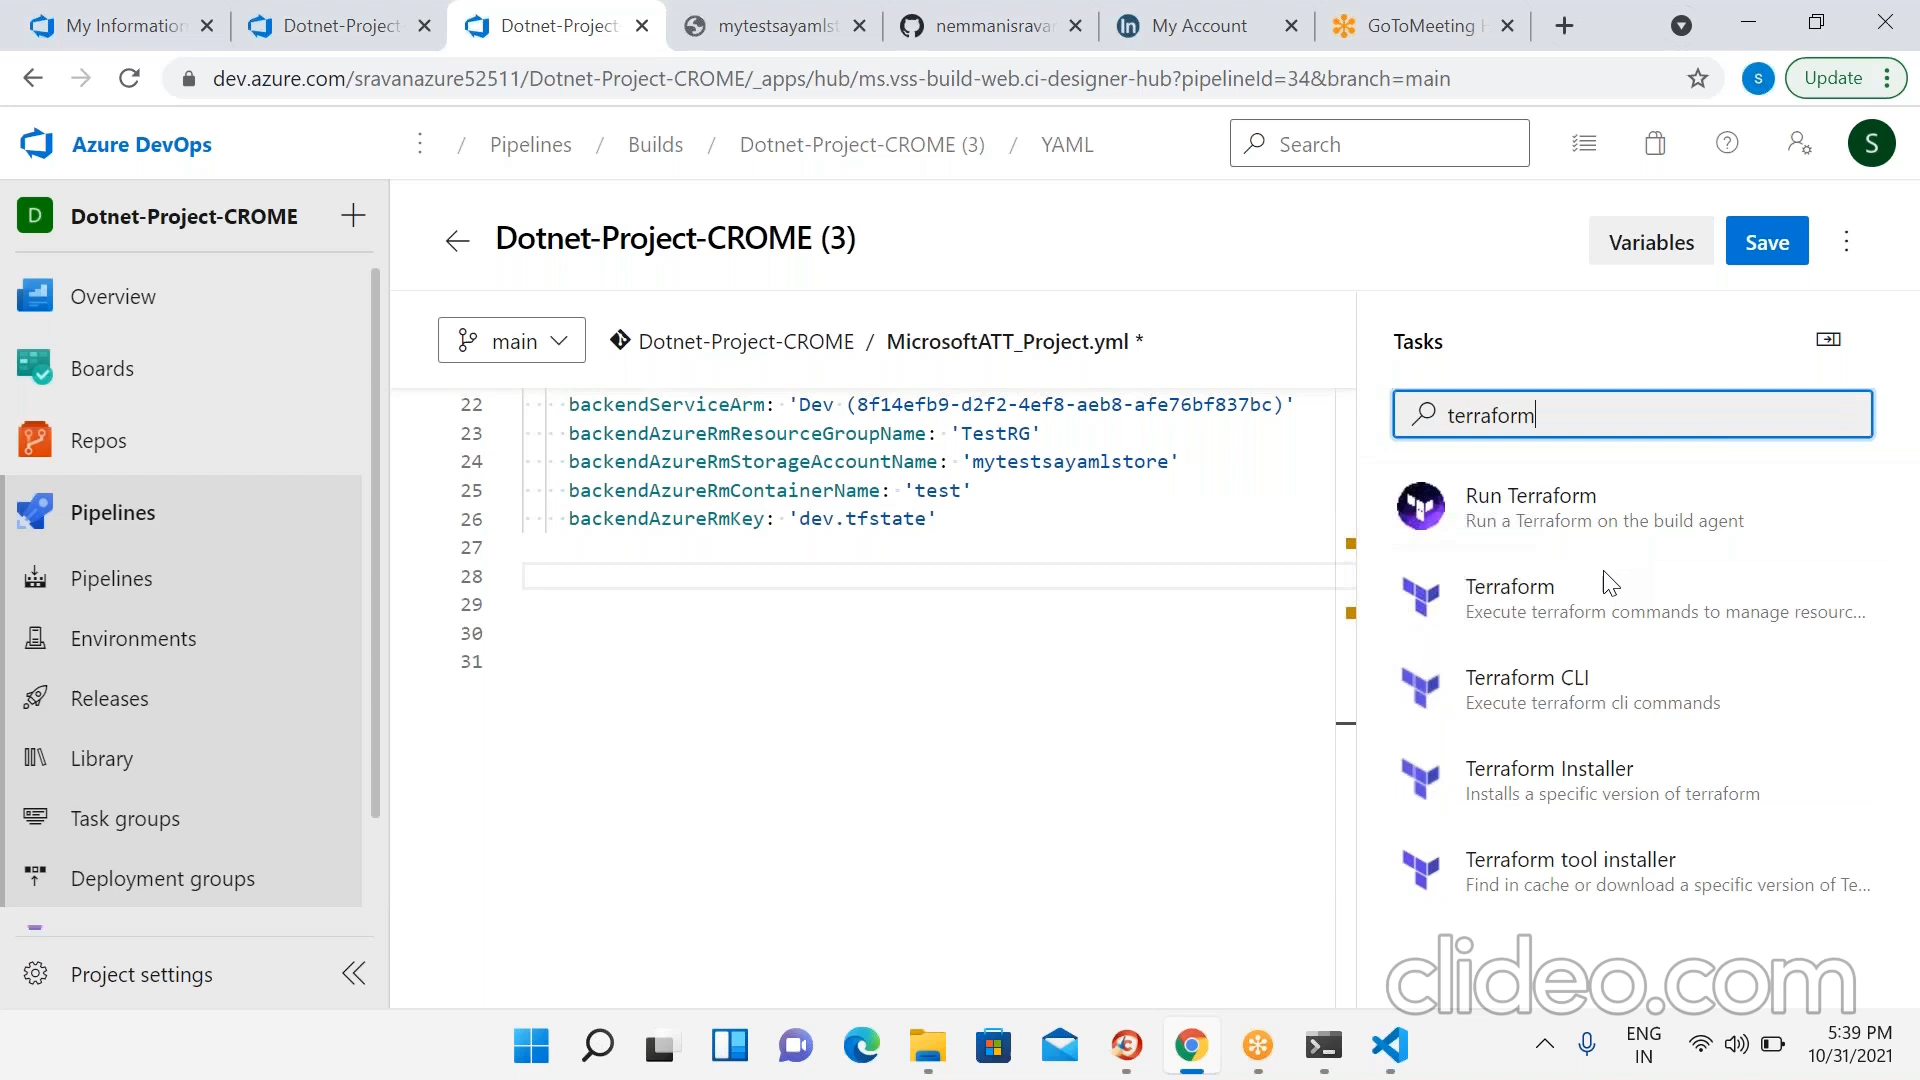 My Information
Dotnet-Project
Dotnet-Project
mytestsayamlst
nemmanisravan
My Account
GoToMeeting
dev.azure.com/sravanazure52511/Dotnet-Project-CROME/_apps/hub/ms.vss-build-web.ci-designer-hub?pipelineId=34&branch=main
S
Update
Azure DevOps
/ Pipelines / Builds / Dotnet-Project-CROME (3) / YAML
Search
S
D Dotnet-Project-CROME
Overview
Boards
Repos
Pipelines
Pipelines
Environments
Releases
Library
Task groups
Deployment groups
Project settings
Dotnet-Project-CROME (3)
Variables
Save
main
Dotnet-Project-CROME / MicrosoftATT_Project.yml *
22 backendServiceArm: 'Dev (8f14efb9-d2f2-4ef8-aeb8-afe76bf837bc)'
23 backendAzureRmResourceGroupName: 'TestRG'
24 backendAzureRmStorageAccountName: 'mytestsayamlstore'
25 backendAzureRmContainerName: 'test'
26 backendAzureRmKey: 'dev.tfstate'
27
28
29
30
31
Tasks
terraform
Run Terraform
Run a Terraform on the build agent
Terraform
Execute terraform commands to manage resourc...
Terraform CLI
Execute terraform cli commands
Terraform Installer
Installs a specific version of terraform
Terraform tool installer
Find in cache or download a specific version of Te...
clideo.com
ENG
IN
5:39 PM
10/31/2021